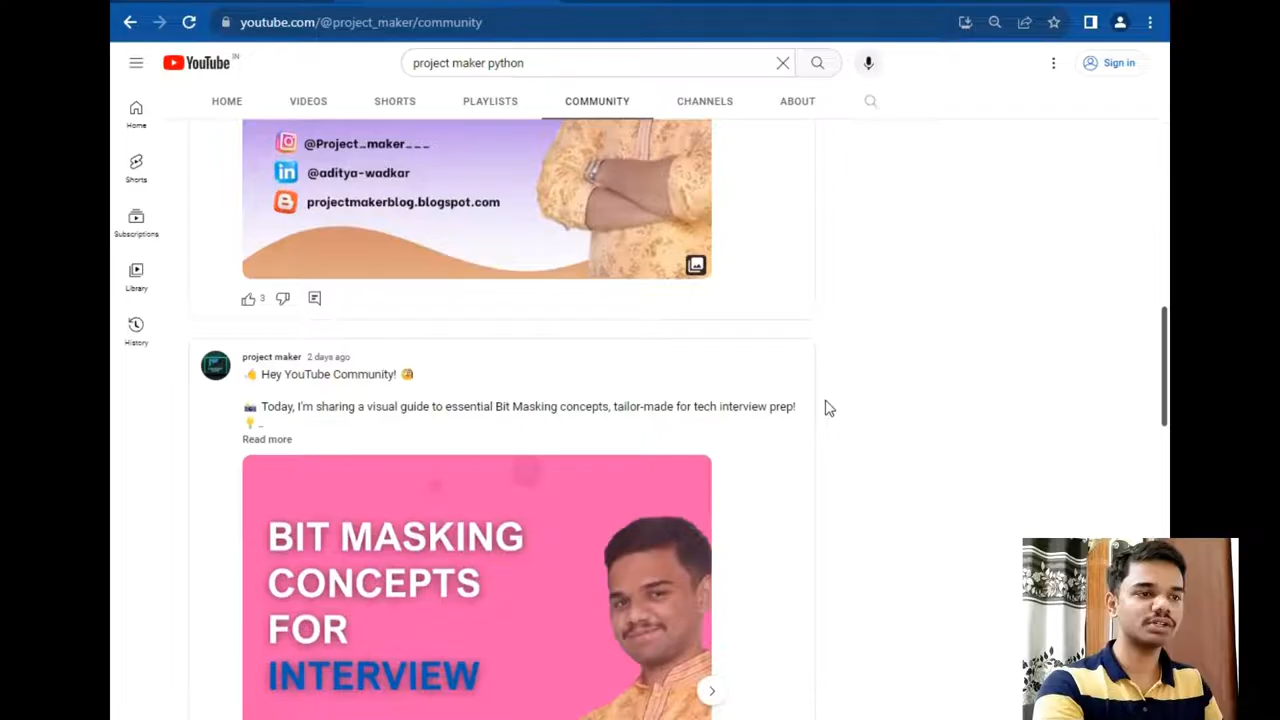 youtube.com/@project_maker/community
YouTube IN
project maker python
Sign in
HOME VIDEOS SHORTS PLAYLISTS COMMUNITY CHANNELS ABOUT
Home
Shorts
Subscriptions
Library
History
@Project_maker___
in @aditya-wadkar
projectmakerblog.blogspot.com
3
project maker 2 days ago
Hey YouTube Community!
Today, I'm sharing a visual guide to essential Bit Masking concepts, tailor-made for tech interview prep!
..
Read more
BIT MASKING
CONCEPTS
FOR
INTERVIEW